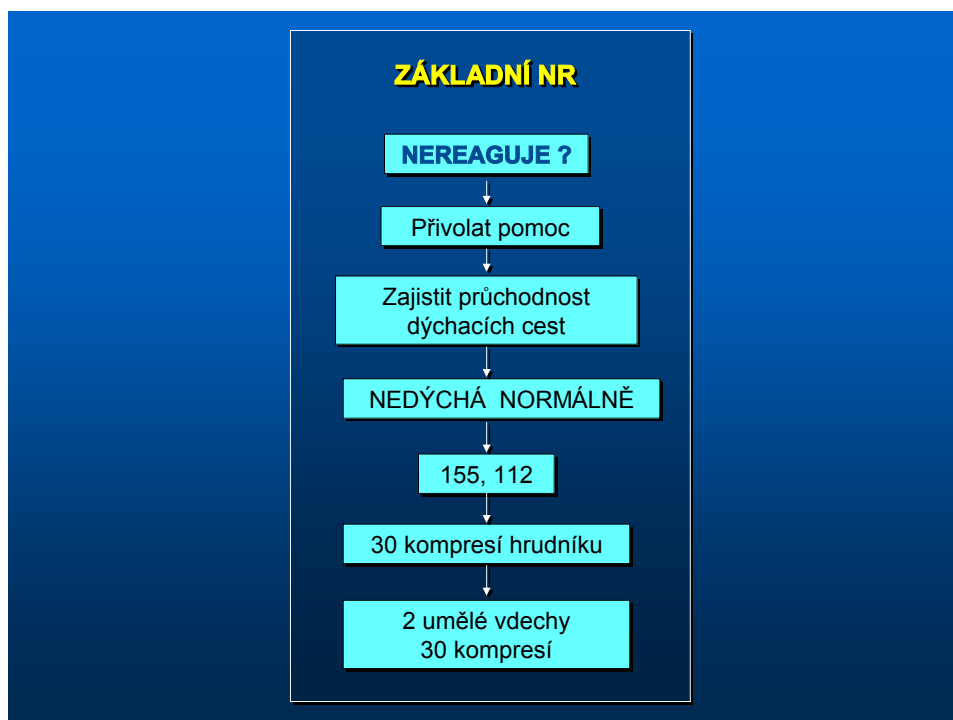 ZÁKLADNÍ NR
NEREAGUJE ?
Přivolat pomoc
Zajistit průchodnost
dýchacích cest
NEDÝCHÁ NORMÁLNĚ
155, 112
30 kompresí hrudníku
2 umělé vdechy
30 kompresí